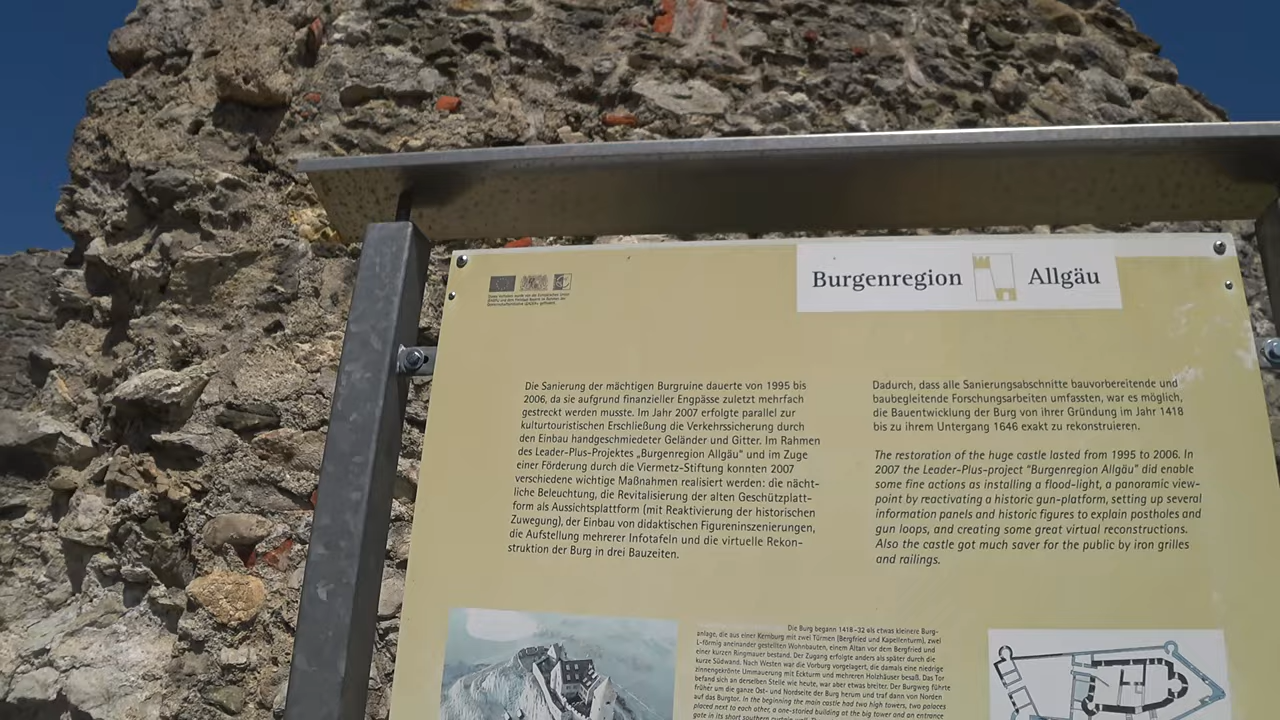 Burgenregion Allgäu
Die Sanierung der mächtigen Burgruine dauerte von 1995 bis
2006, da sie aufgrund finanzieller Engpässe zuletzt mehrfach
gestreckt werden musste. Im Jahr 2007 erfolgte parallel zur
kulturtouristischen Erschließung die Verkehrssicherung durch
den Einbau handgeschmiedeter Geländer und Gitter. Im Rahmen
des Leader-Plus-Projektes „Burgenregion Allgäu" und im Zuge
einer Förderung durch die Viermetz-Stiftung konnten 2007
verschiedene wichtige Maßnahmen realisiert werden: die nächt-
liche Beleuchtung, die Revitalisierung der alten Geschützplatt-
form als Aussichtsplattform (mit Reaktivierung der historischen
Zuwegung), der Einbau von didaktischen Figureninszenierungen,
die Aufstellung mehrerer Infotafeln und die virtuelle Rekon-
struktion der Burg in drei Bauzeiten.
Dadurch, dass alle Sanierungsabschnitte bauvorbereitende und
baubegleitende Forschungsarbeiten umfassten, war es möglich,
die Bauentwicklung der Burg von ihrer Gründung im Jahr 1418
bis zu ihrem Untergang 1646 exakt zu rekonstruieren.
The restoration of the huge castle lasted from 1995 to 2006. In
2007 the Leader-Plus-project "Burgenregion Allgäu" did enable
some fine actions as installing a flood-light, a panoramic view-
point by reactivating a historic gun-platform, setting up several
information panels and historic figures to explain postholes and
gun loops, and creating some great virtual reconstructions.
Also the castle got much saver for the public by iron grilles
and railings.
Die Burg begann 1418-32 als etwas kleinere Burg-
anlage, die aus einer Kernburg mit zwei Türmen (Bergfried und Kapellenturm), zwei
L-förmig aneinander gestellten Wohnbauten, einem Altan vor dem Bergfried und
einer kurzen Ringmauer bestand. Der Zugang erfolgte anders als später durch die
kurze Südwand. Nach Westen war die Vorburg vorgelagert, die damals eine niedrige
zinnengekrönte Ummauerung mit Eckturm und mehreren Holzhäuser besaß. Das Tor
befand sich an derselben Stelle wie heute, war aber etwas breiter. Der Burgweg führte
früher um die ganze Ost- und Nordseite der Burg herum und traf dann von Norden
auf das Burgtor. In the beginning the main castle had two high towers, two palaces
placed next to each other, a one-storied building at the big tower and an entrance
gate in its short southern